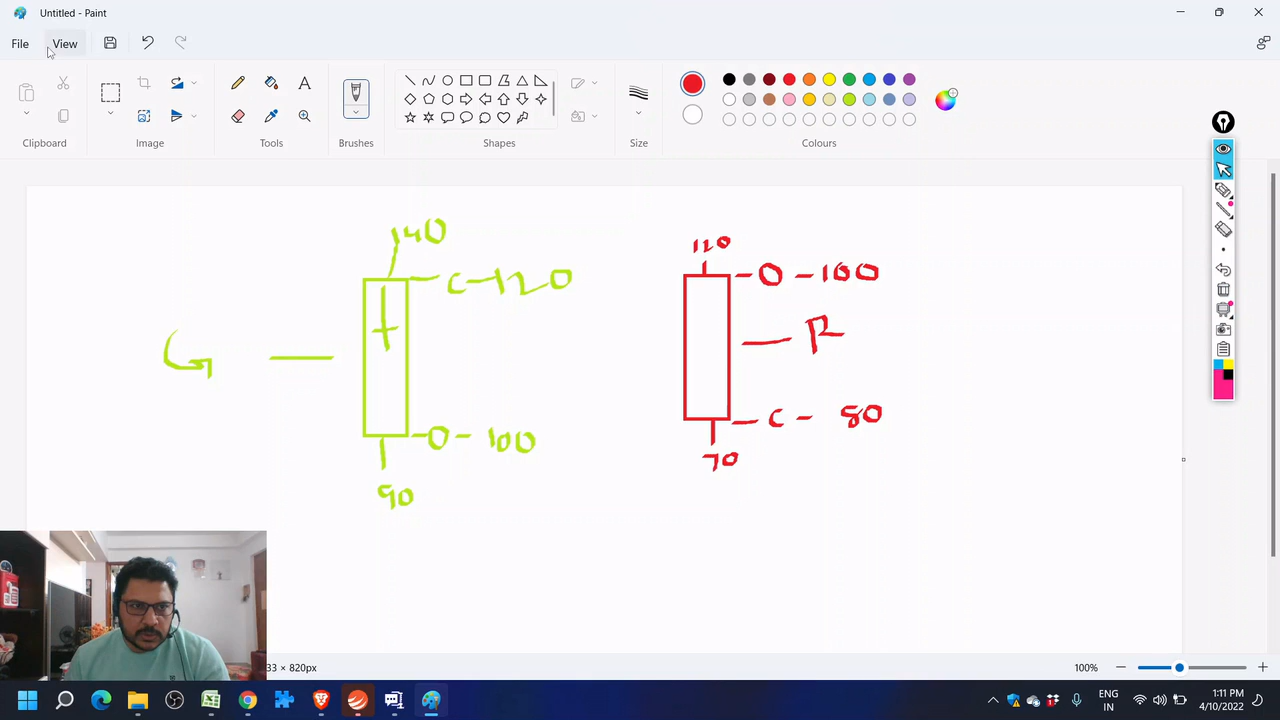 Untitled - Paint
File
View
Clipboard
Image
Tools
Brushes
Shapes
Size
Colours
A
140
C-120
G
O - 100
90
120
O - 100
R
C - 80
70
33 × 820px
100%
ENG
IN
1:11 PM
4/10/2022